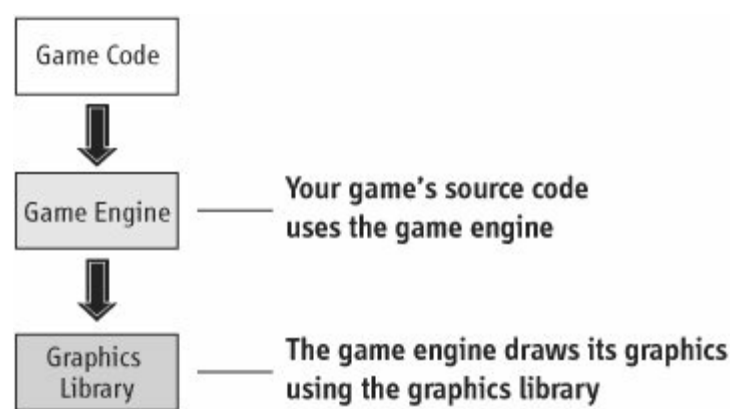 Game Code
Game Engine
Your game's source code
uses the game engine
Graphics
Library
The game engine draws its graphics
using the graphics library